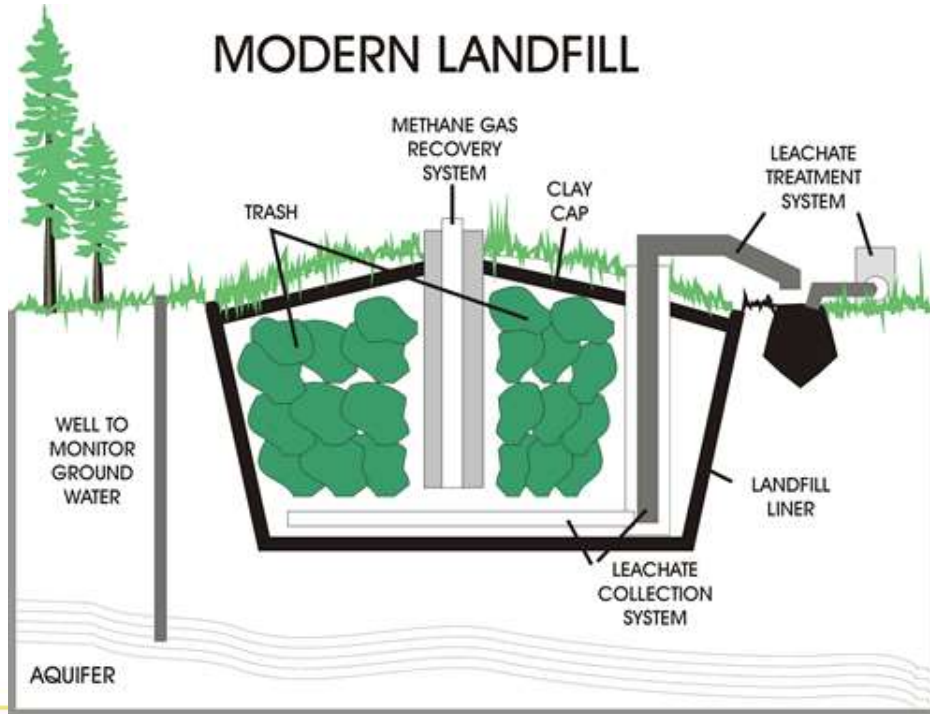 MODERN LANDFILL
METHANE GAS
RECOVERY
SYSTEM
LEACHATE
TREATMENT
SYSTEM
CLAY
CAP
TRASH
WELL TO
MONITOR
GROUND
WATER
LANDFILL
LINER
LEACHATE
COLLECTION
SYSTEM
AQUIFER